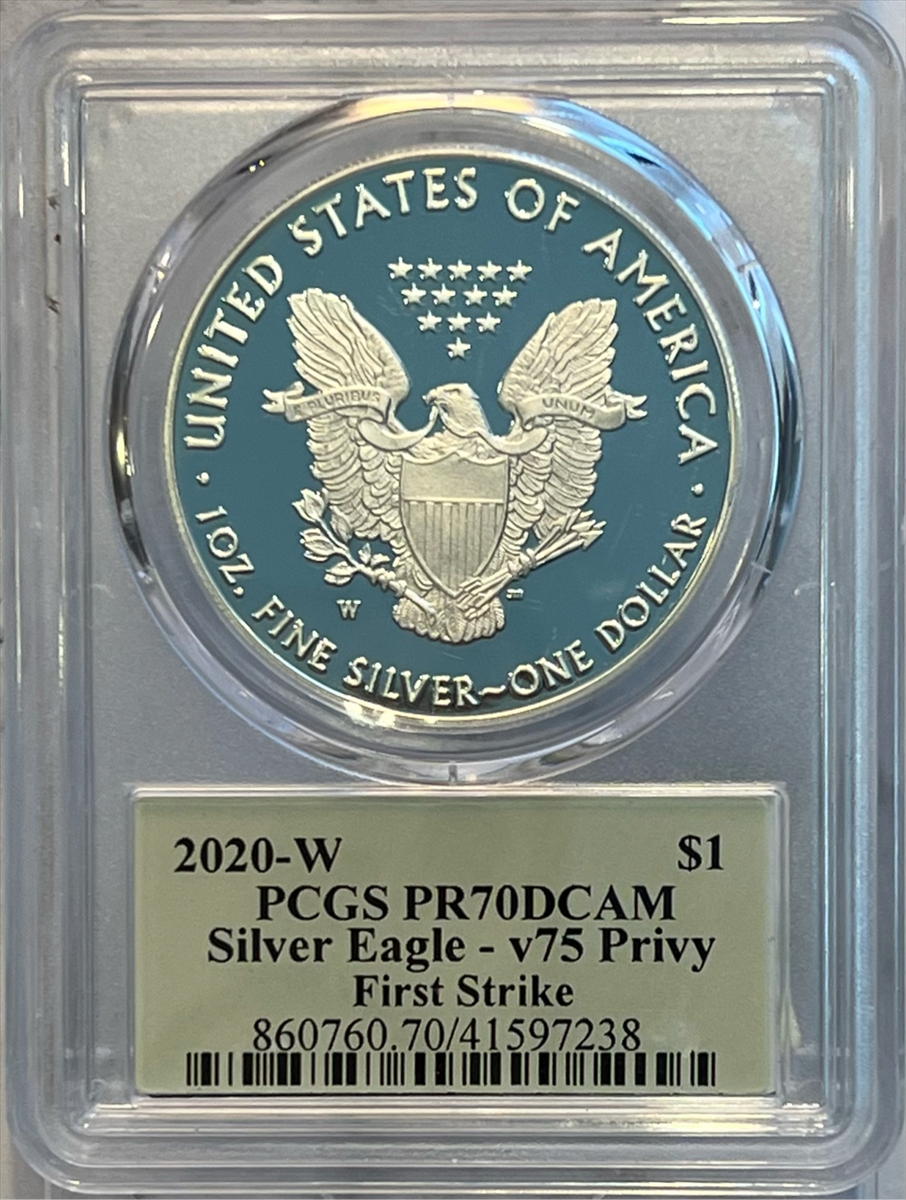 UNITED STATES OF AMERICA
E PLURIBUS UNUM
W
· 1 OZ. FINE SILVER~ONE DOLLAR ·
2020-W $1
PCGS PR70DCAM
Silver Eagle - v75 Privy
First Strike
860760.70/41597238